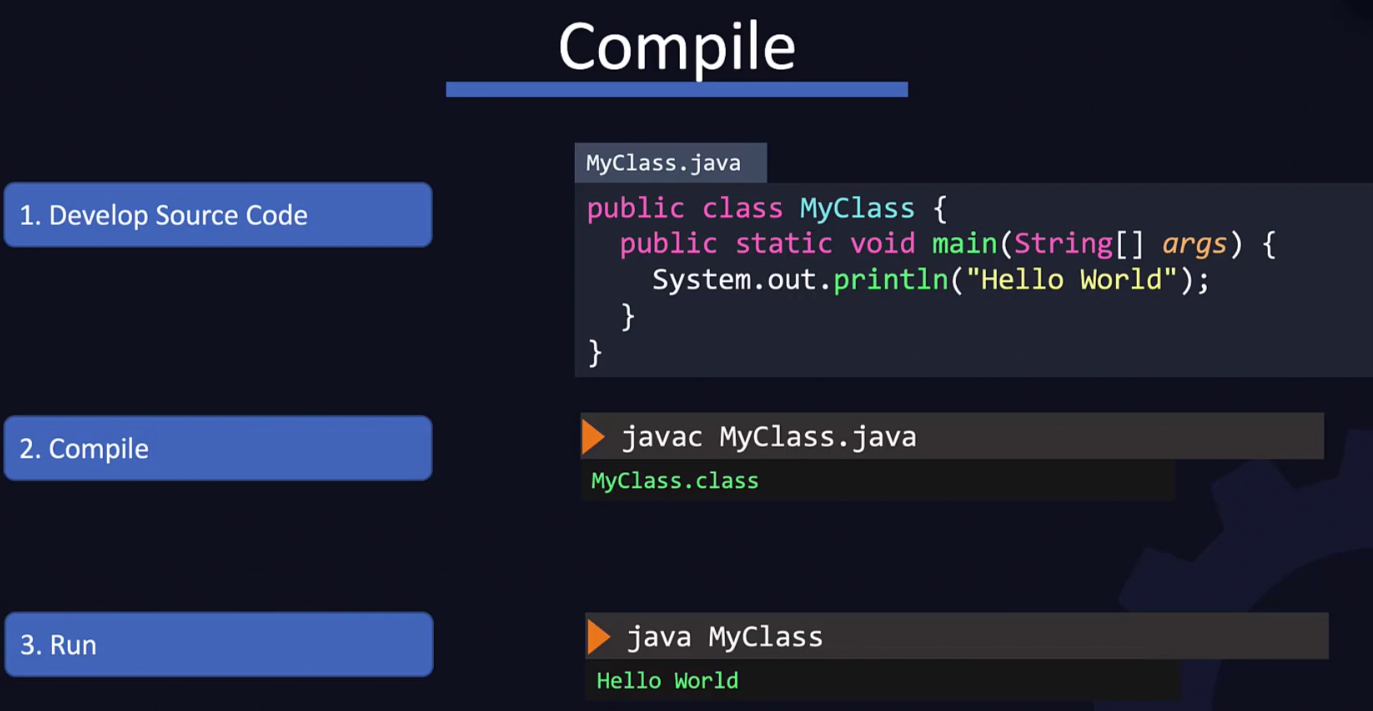 Compile
1. Develop Source Code
MyClass.java
public class MyClass {
  public static void main(String[] args) {
    System.out.println("Hello World");
  }
}
2. Compile
javac MyClass.java
MyClass.class
3. Run
java MyClass
Hello World